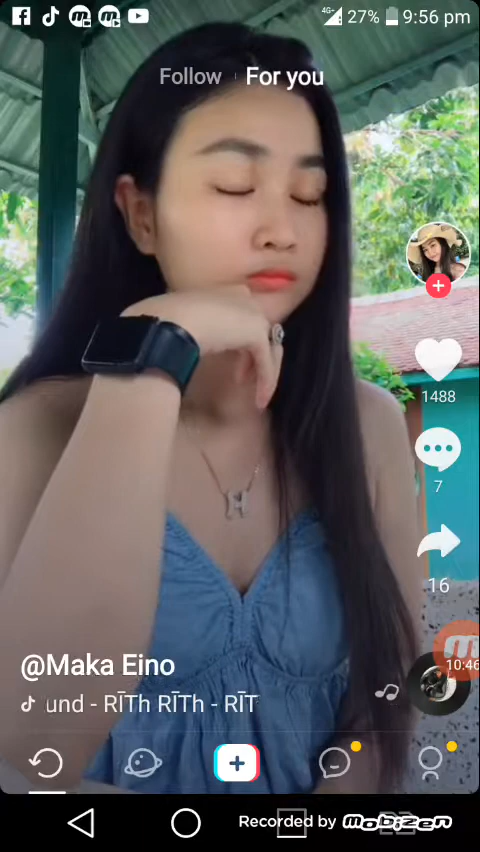 4G+ 27% 9:56 pm
Follow For you
1488
7
16
10:46
@Maka Eino
und - RĪTh RĪTh - RĪT
Recorded by MOBIZEN
H